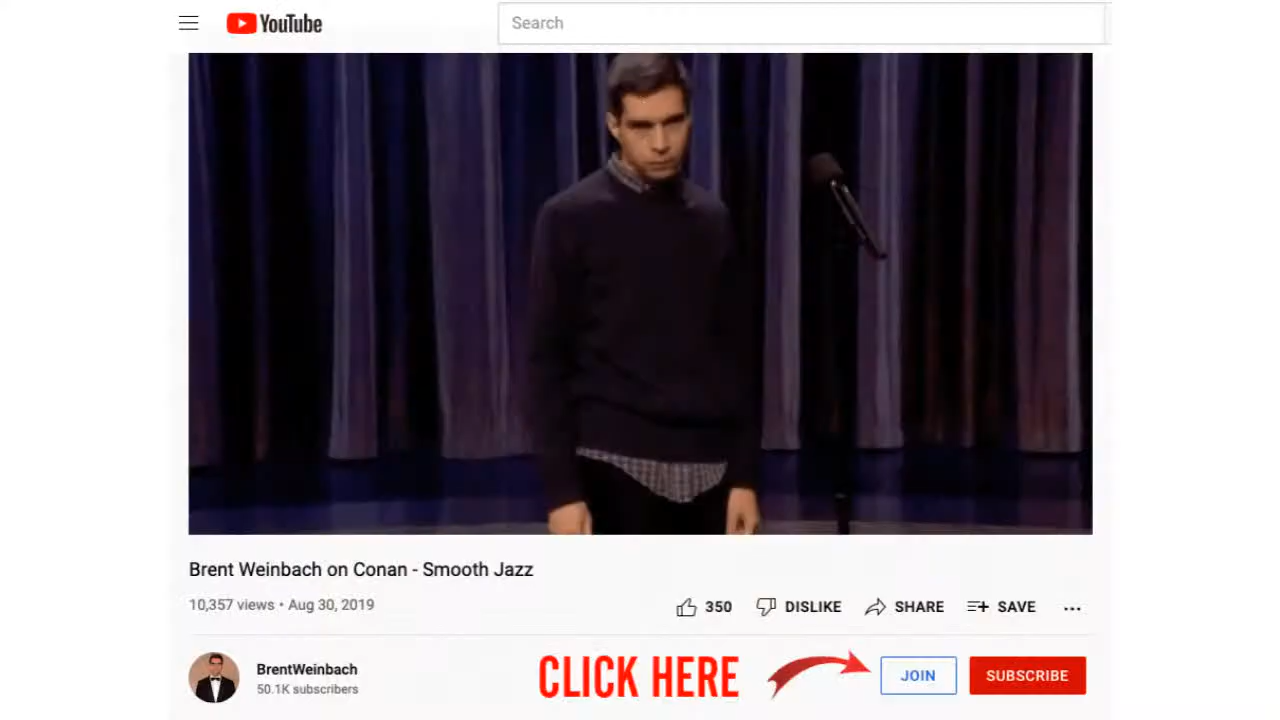 YouTube
Search
Brent Weinbach on Conan - Smooth Jazz
10,357 views • Aug 30, 2019
350 DISLIKE SHARE SAVE ...
BrentWeinbach
50.1K subscribers
CLICK HERE
JOIN
SUBSCRIBE